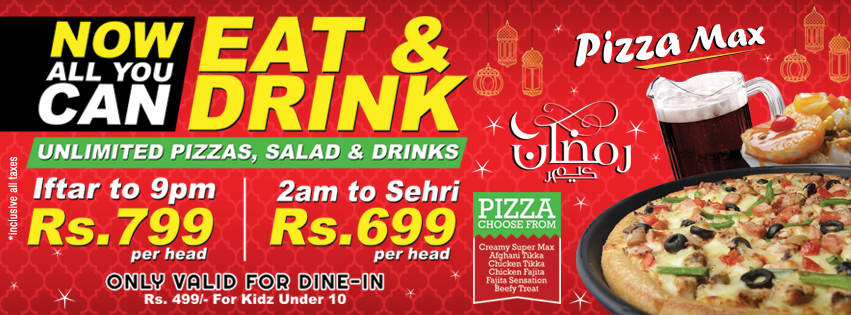 NOW
ALL YOU
CAN
EAT &
DRINK
UNLIMITED PIZZAS, SALAD & DRINKS
*Inclusive all taxes
Iftar to 9pm
Rs.799
per head
2am to Sehri
Rs.699
per head
ONLY VALID FOR DINE-IN
Rs. 499/- For Kidz Under 10
Pizza Max
رمضان
كريم
PIZZA
CHOOSE FROM
Creamy Super Max
Afghani Tikka
Chicken Tikka
Chicken Fajita
Fajita Sensation
Beefy Treat